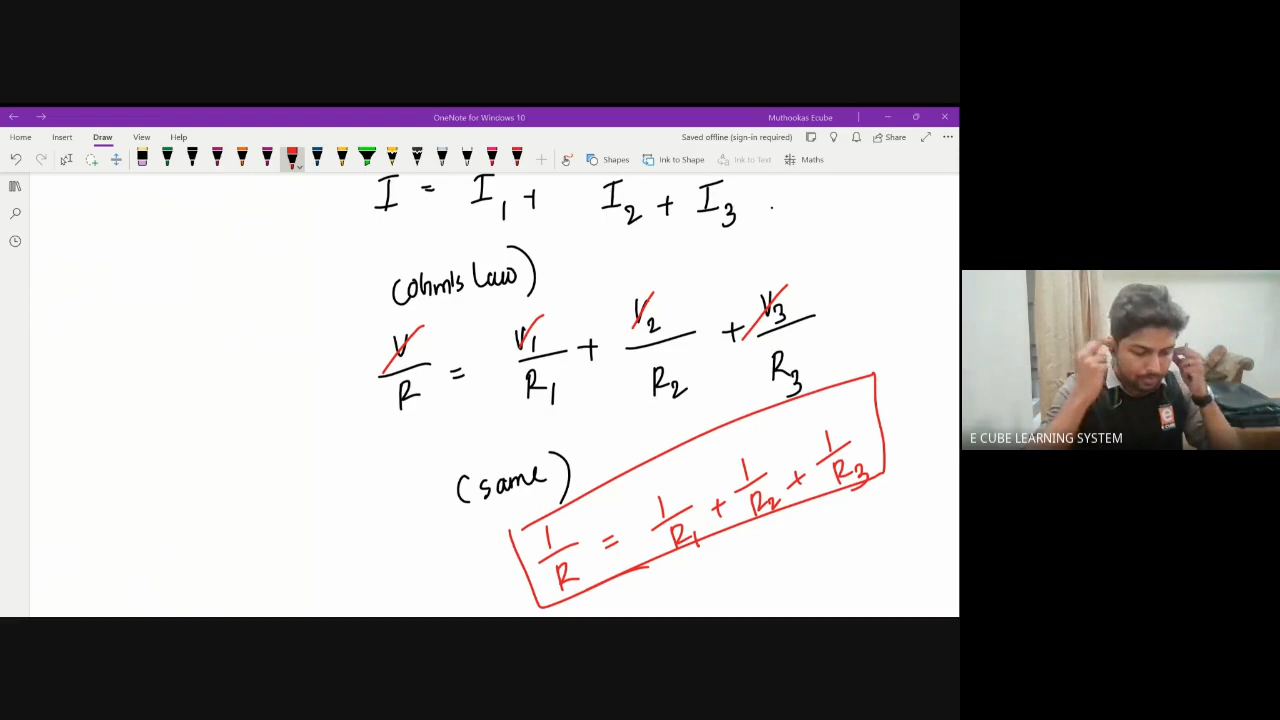 OneNote for Windows 10
Muthookas Ecube
Home Insert Draw View Help
Saved offline (sign-in required)
Share
Shapes
Ink to Shape
Ink to Text
Maths
I = I1 + I2 + I3 .
(ohm's law)
V/R = V1/R1 + V2/R2 + V3/R3
(same)
1/R = 1/R1 + 1/R2 + 1/R3
E CUBE LEARNING SYSTEM